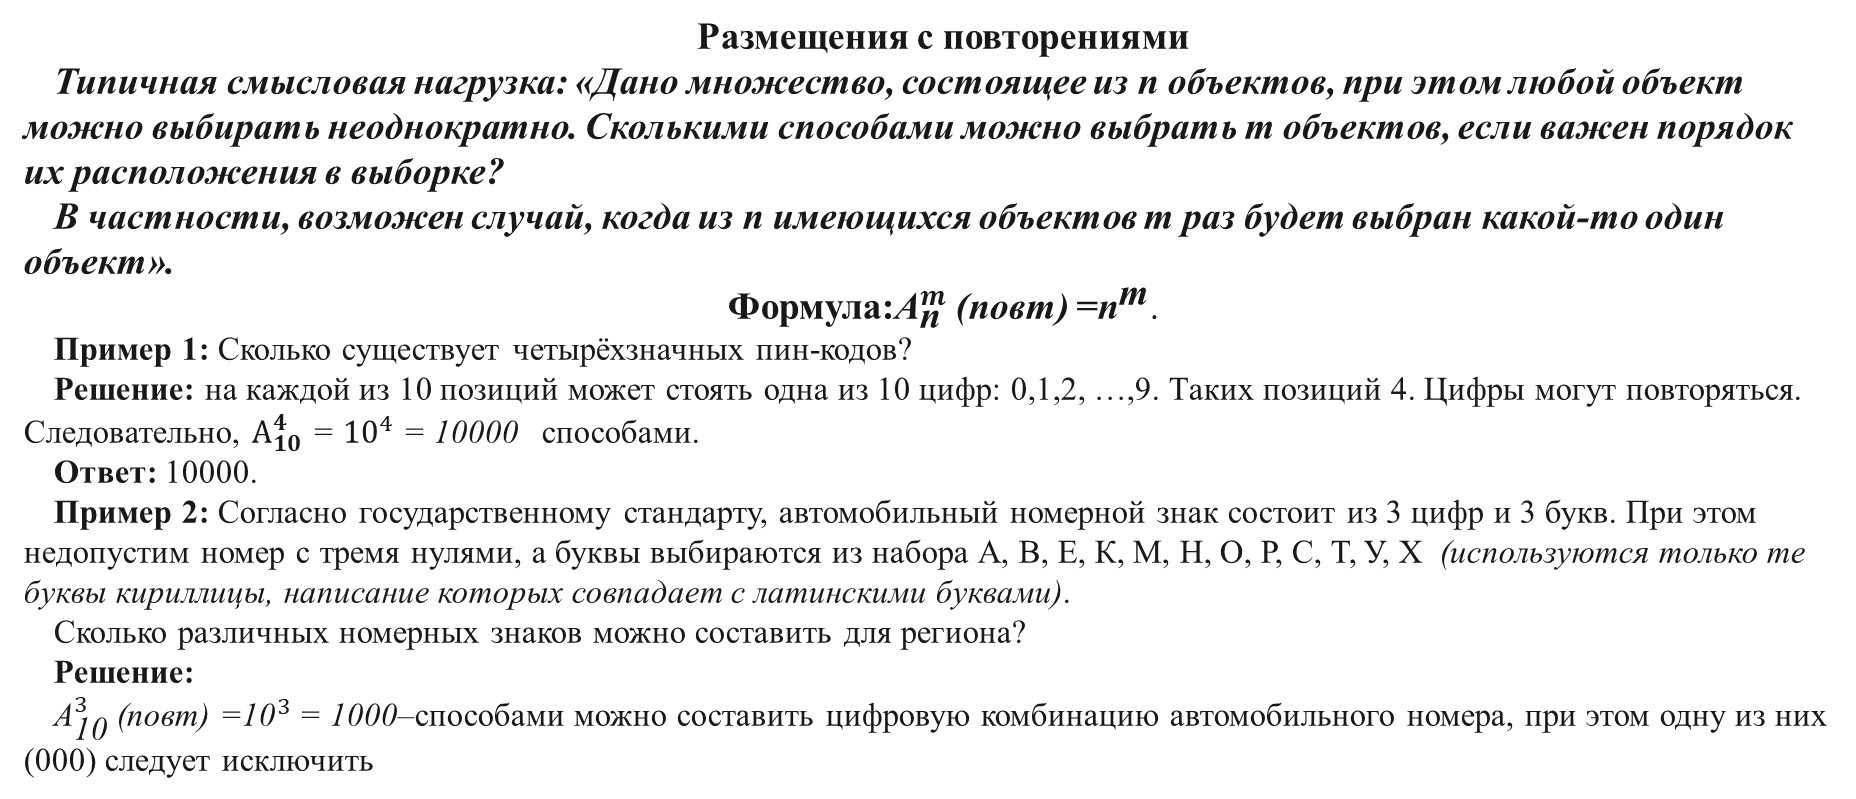 Размещения с повторениями
Типичная смысловая нагрузка: «Дано множество, состоящее из n объектов, при этом любой объект
можно выбирать неоднократно. Сколькими способами можно выбрать m объектов, если важен порядок
их расположения в выборке?
В частности, возможен случай, когда из n имеющихся объектов m раз будет выбран какой-то один
объект».
Формула:$A_n^m$ (повт) =$n^m$.
Пример 1: Сколько существует четырёхзначных пин-кодов?
Решение: на каждой из 10 позиций может стоять одна из 10 цифр: 0,1,2, …,9. Таких позиций 4. Цифры могут повторяться.
Следовательно, $A_{10}^4$ = $10^4$ = 10000 способами.
Ответ: 10000.
Пример 2: Согласно государственному стандарту, автомобильный номерной знак состоит из 3 цифр и 3 букв. При этом
недопустим номер с тремя нулями, а буквы выбираются из набора А, В, Е, К, М, Н, О, Р, С, Т, У, Х (используются только те
буквы кириллицы, написание которых совпадает с латинскими буквами).
Сколько различных номерных знаков можно составить для региона?
Решение:
$A_{10}^3$ (повт) =$10^3$ = 1000–способами можно составить цифровую комбинацию автомобильного номера, при этом одну из них
(000) следует исключить